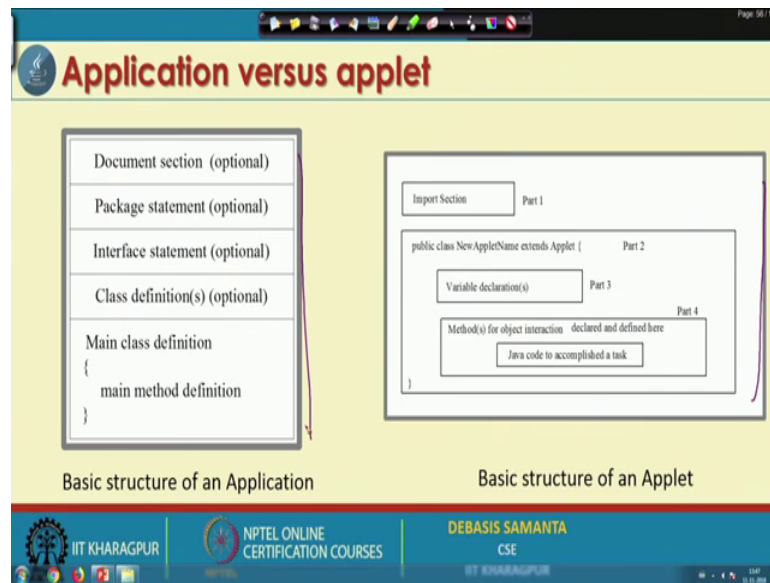 Page: 56 /
Application versus applet
Document section (optional)
Package statement (optional)
Interface statement (optional)
Class definition(s) (optional)
Main class definition
{
main method definition
}
Basic structure of an Application
Import Section Part 1
public class NewAppletName extends Applet { Part 2
Variable declaration(s) Part 3
Part 4
Method(s) for object interaction declared and defined here
Java code to accomplished a task
}
Basic structure of an Applet
IIT KHARAGPUR
NPTEL ONLINE
CERTIFICATION COURSES
DEBASIS SAMANTA
CSE